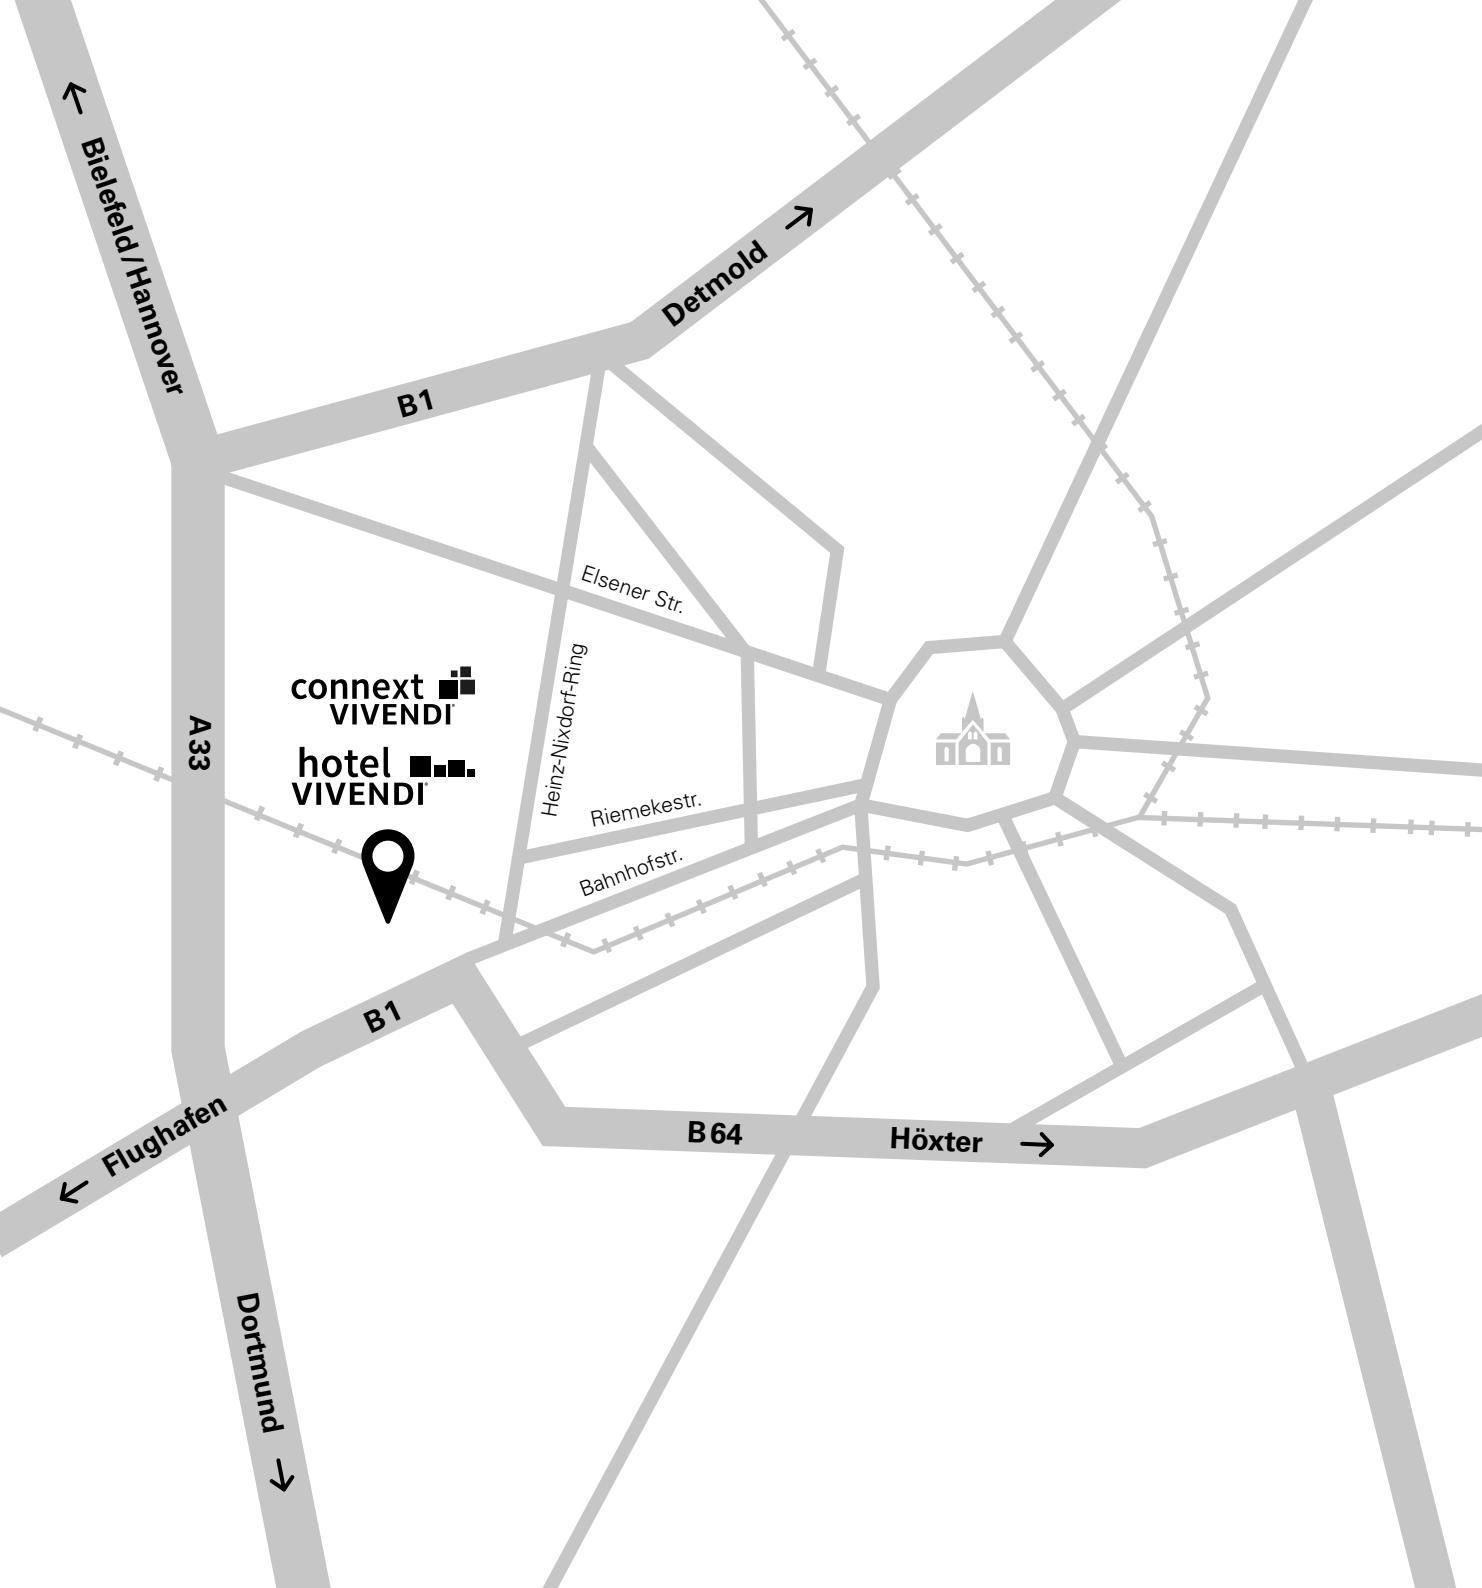 Bielefeld/Hannover
Detmold
B1
Elsener Str.
Heinz-Nixdorf-Ring
A33
connext
VIVENDI
hotel
VIVENDI
Riemekestr.
Bahnhofstr.
B1
Flughafen
B64
Höxter
Dortmund